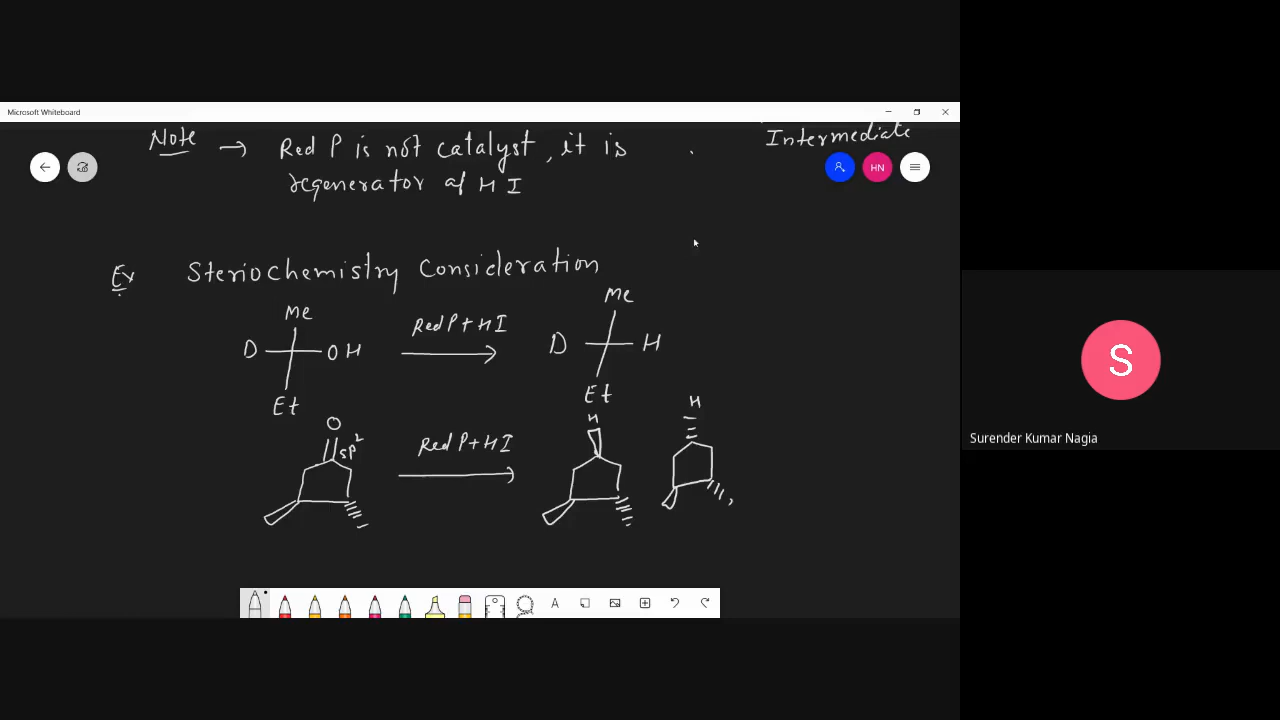 Microsoft Whiteboard
Note → Red P is not catalyst, it is
regenerator of HI
Intermediate
HN
Ex Steriochemistry Consideration
Me
D OH
Et
Red P + HI
Me
D H
Et
O
sp²
Red P + HI
H
H
A
S
Surender Kumar Nagia